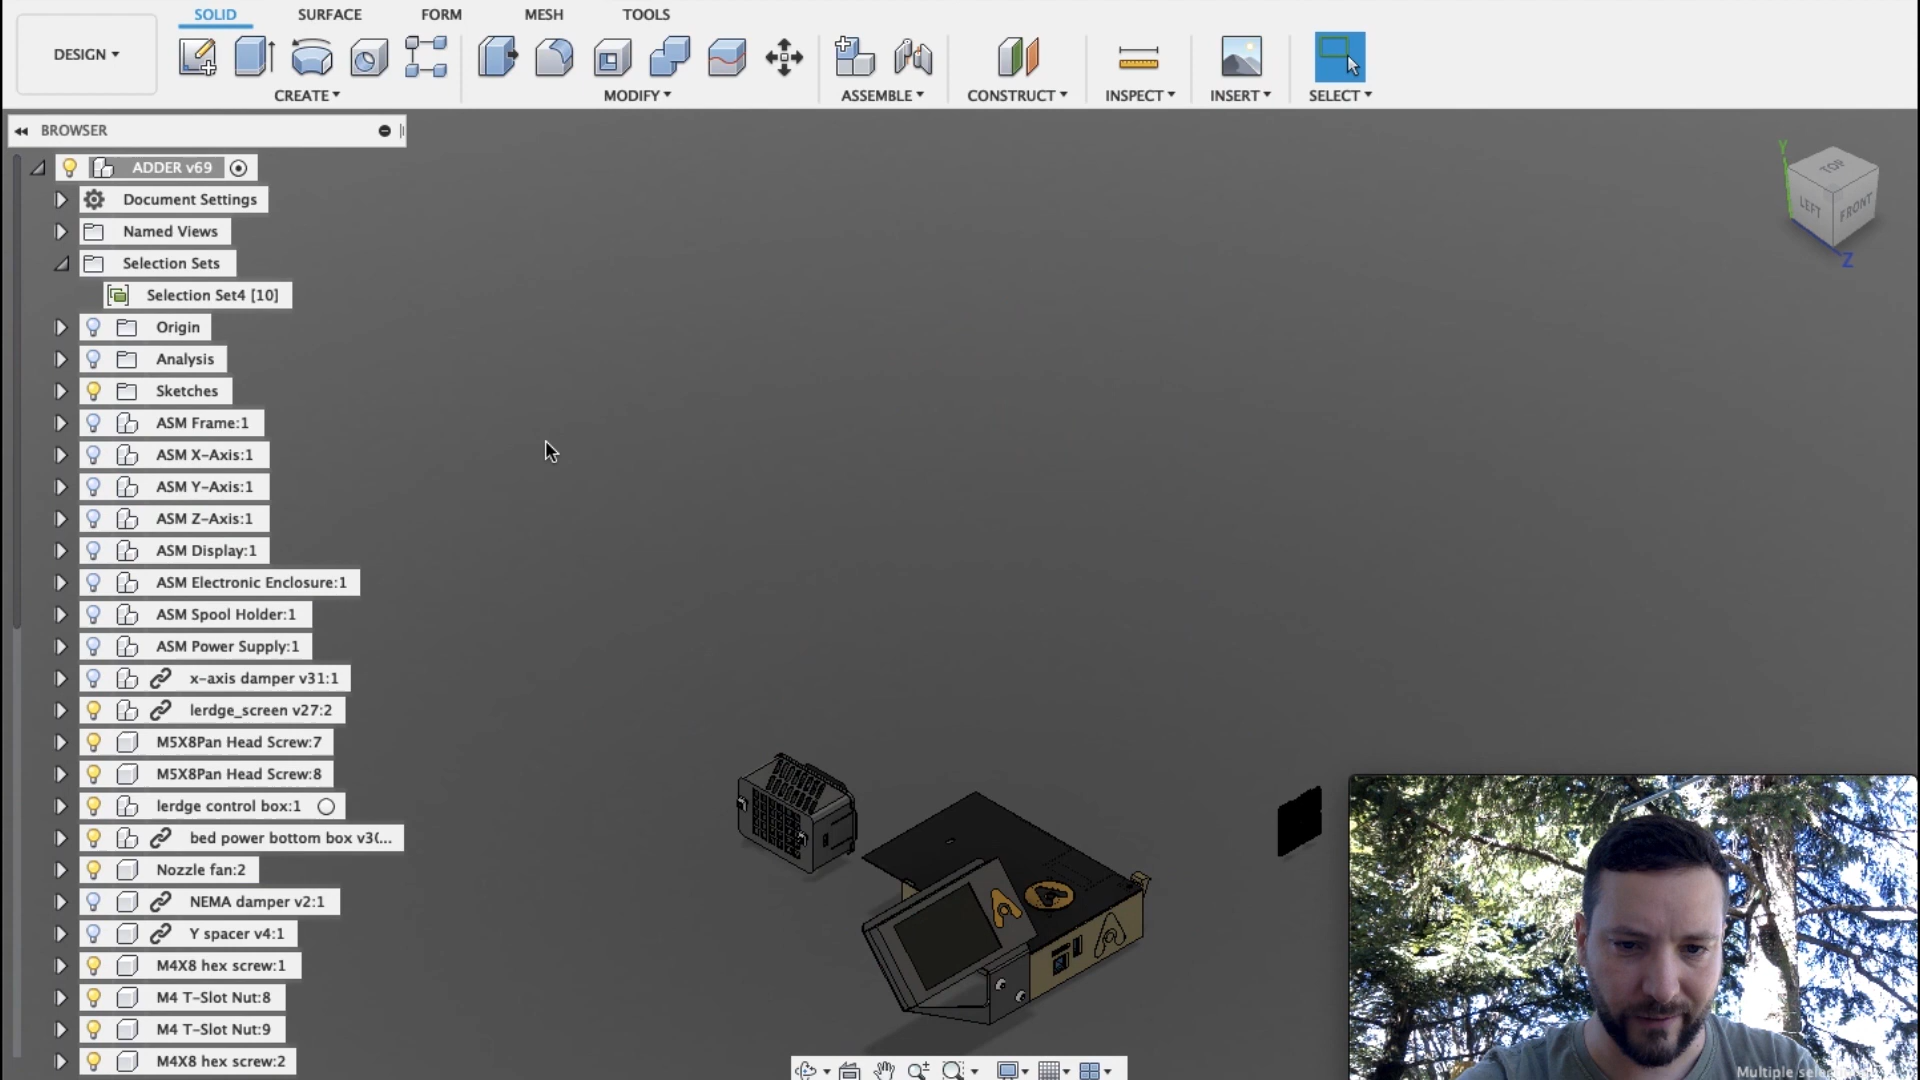 SOLID SURFACE FORM MESH TOOLS
DESIGN
CREATE MODIFY ASSEMBLE CONSTRUCT INSPECT INSERT SELECT
BROWSER
ADDER v69
Document Settings
Named Views
Selection Sets
Selection Set4 [10]
Origin
Analysis
Sketches
ASM Frame:1
ASM X-Axis:1
ASM Y-Axis:1
ASM Z-Axis:1
ASM Display:1
ASM Electronic Enclosure:1
ASM Spool Holder:1
ASM Power Supply:1
x-axis damper v31:1
lerdge_screen v27:2
M5X8Pan Head Screw:7
M5X8Pan Head Screw:8
lerdge control box:1
bed power bottom box v3(...
Nozzle fan:2
NEMA damper v2:1
Y spacer v4:1
M4X8 hex screw:1
M4 T-Slot Nut:8
M4 T-Slot Nut:9
M4X8 hex screw:2
Y
TOP
LEFT FRONT
Z
Multiple